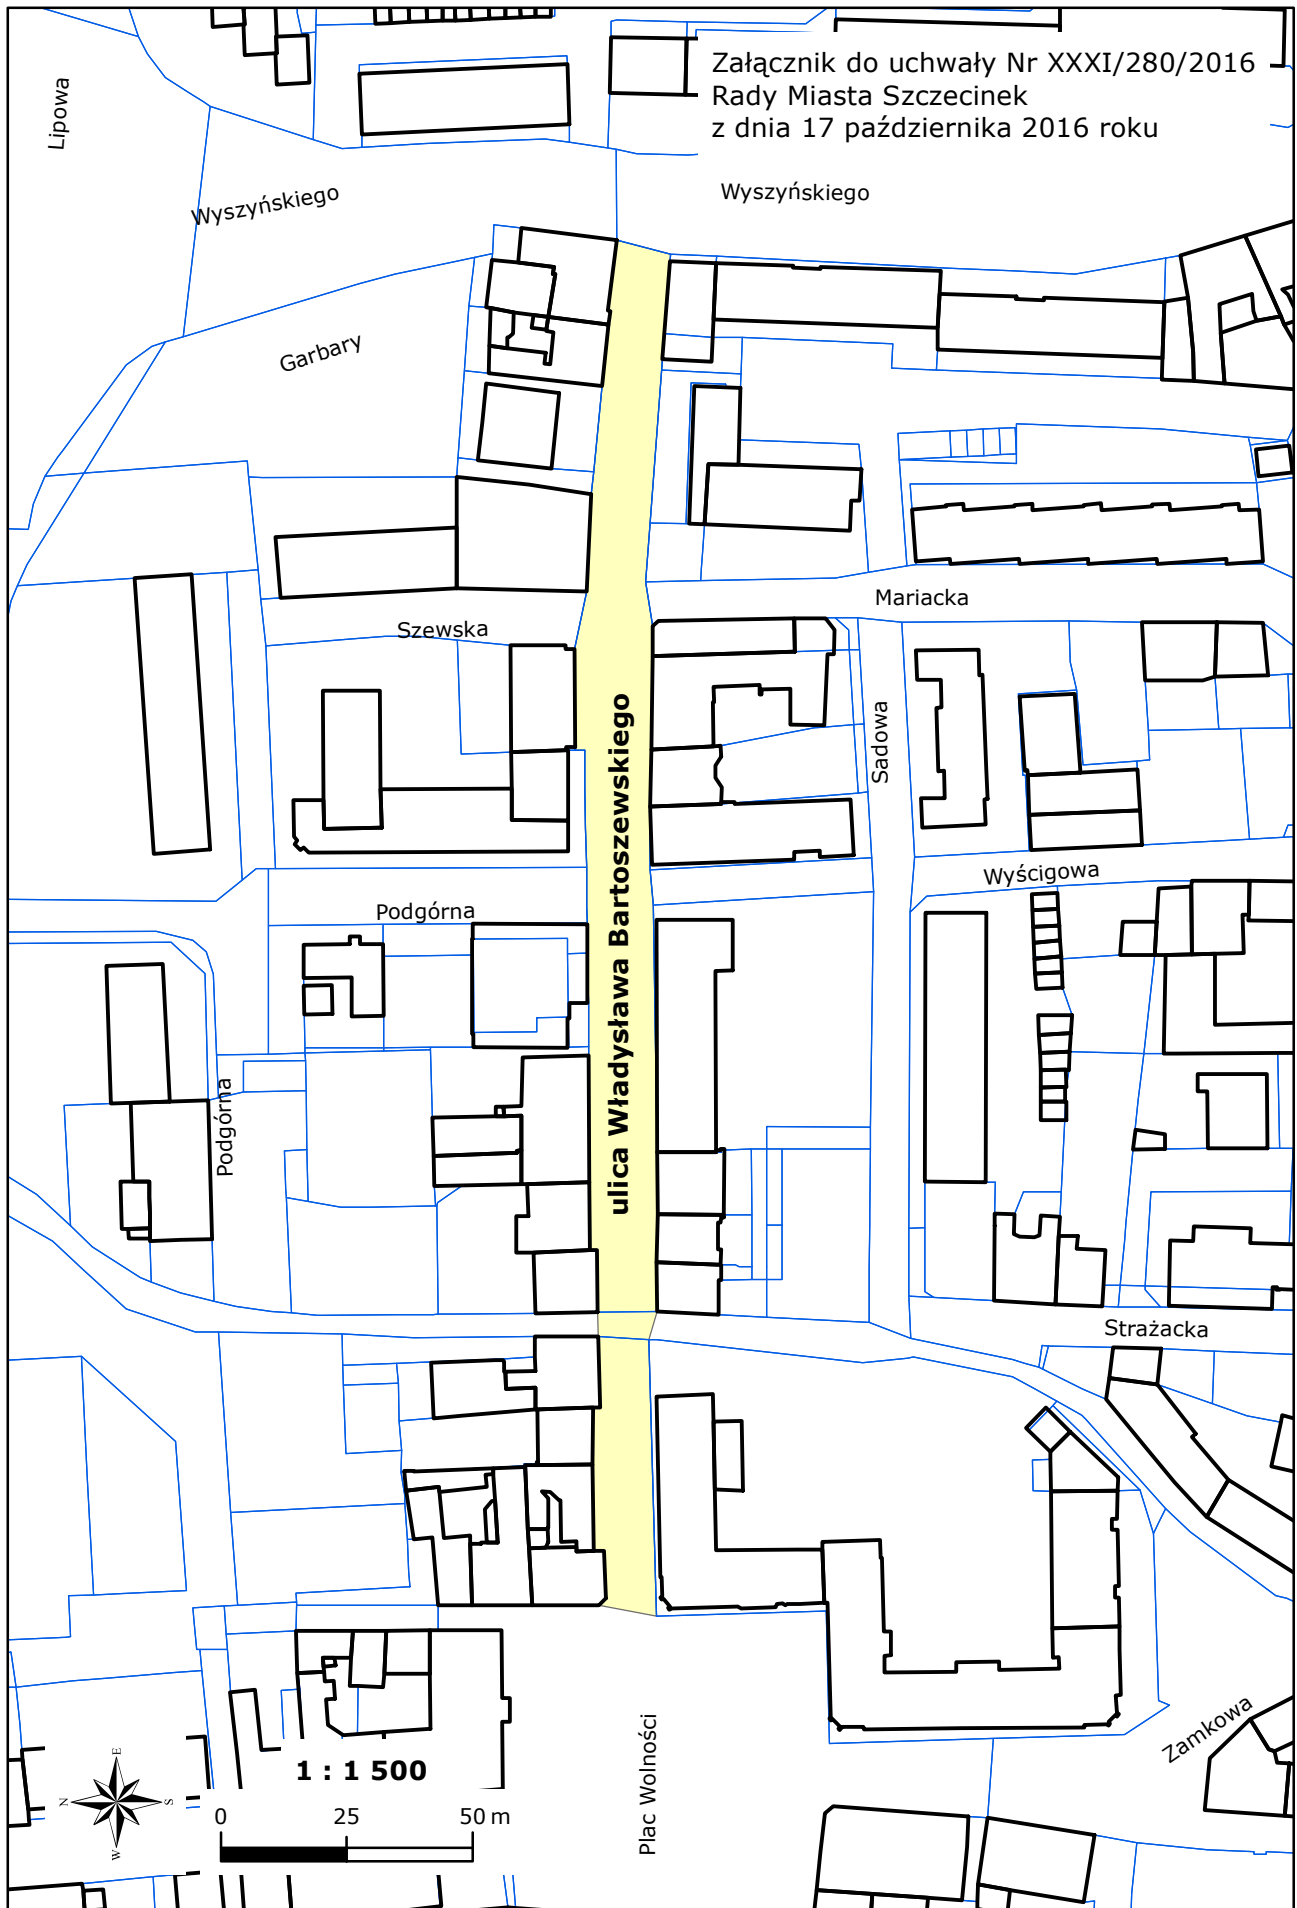 Załącznik do uchwały Nr XXXI/280/2016
Rady Miasta Szczecinek
z dnia 17 października 2016 roku
Lipowa
Wyszyńskiego
Wyszyńskiego
Garbary
Mariacka
Szewska
ulica Władysława Bartoszewskiego
Sadowa
Wyścigowa
Podgórna
Podgórna
Strażacka
Plac Wolności
Zamkowa
E
N
S
W
1 : 1 500
0 25 50 m